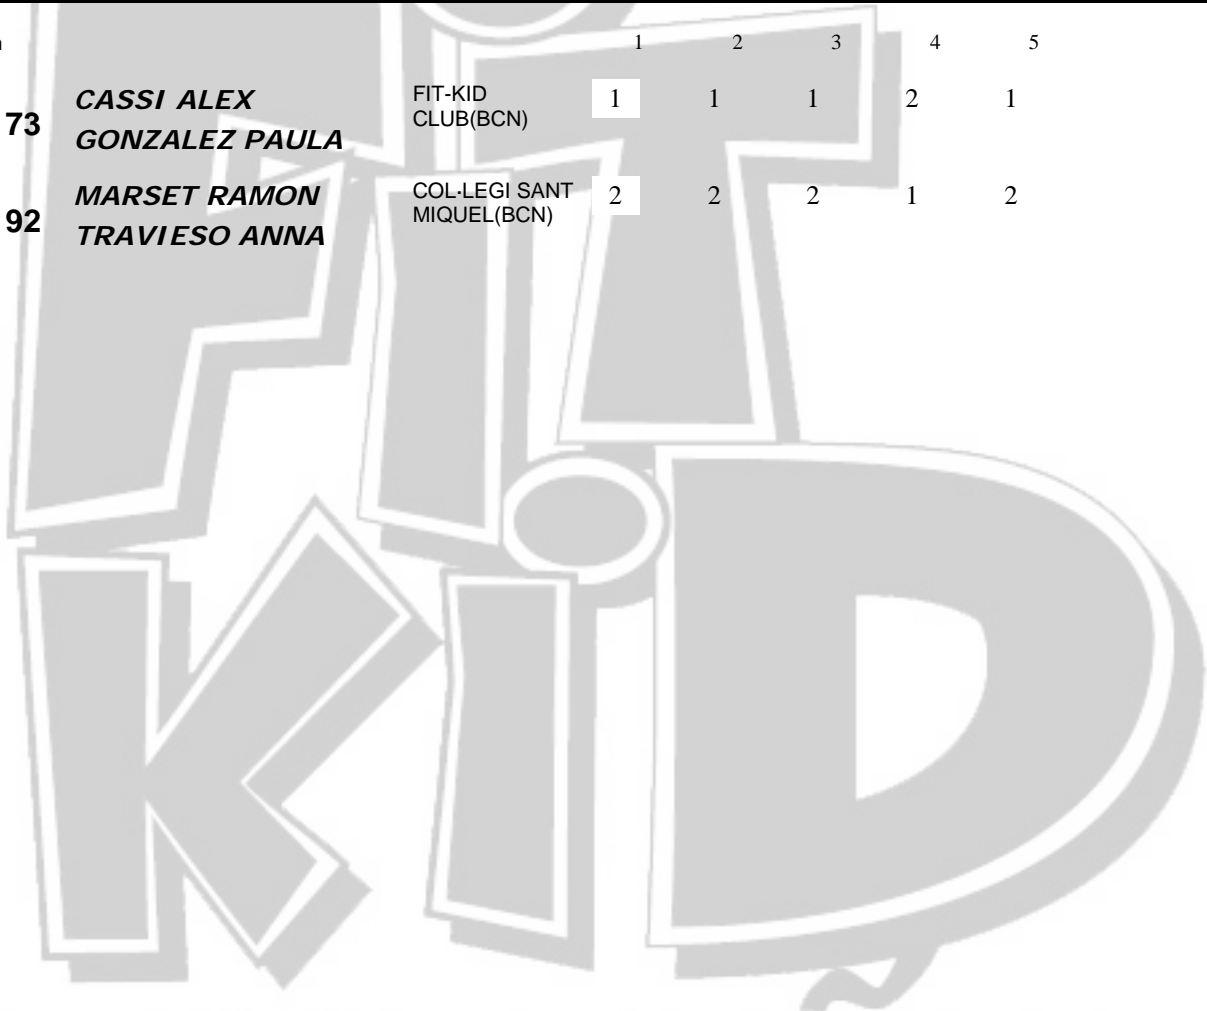 1 2 3 4 5
73 CASSI ALEX FIT-KID 1 1 1 2 1
GONZALEZ PAULA CLUB(BCN)
92 MARSET RAMON COL·LEGI SANT 2 2 2 1 2
TRAVIESO ANNA MIQUEL(BCN)
FIT
KiD